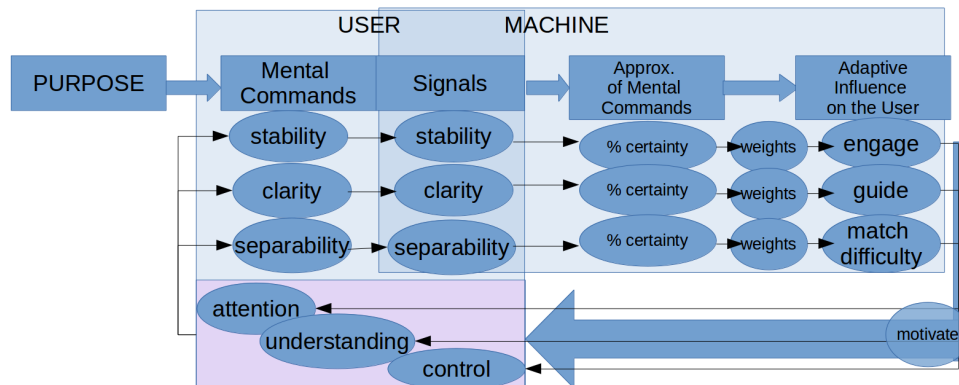 USER MACHINE
PURPOSE
Mental
Commands
Signals
Approx.
of Mental
Commands
Adaptive
Influence
on the User
stability
stability
% certainty
weights
engage
clarity
clarity
% certainty
weights
guide
separability
separability
% certainty
weights
match
difficulty
attention
understanding
control
motivate